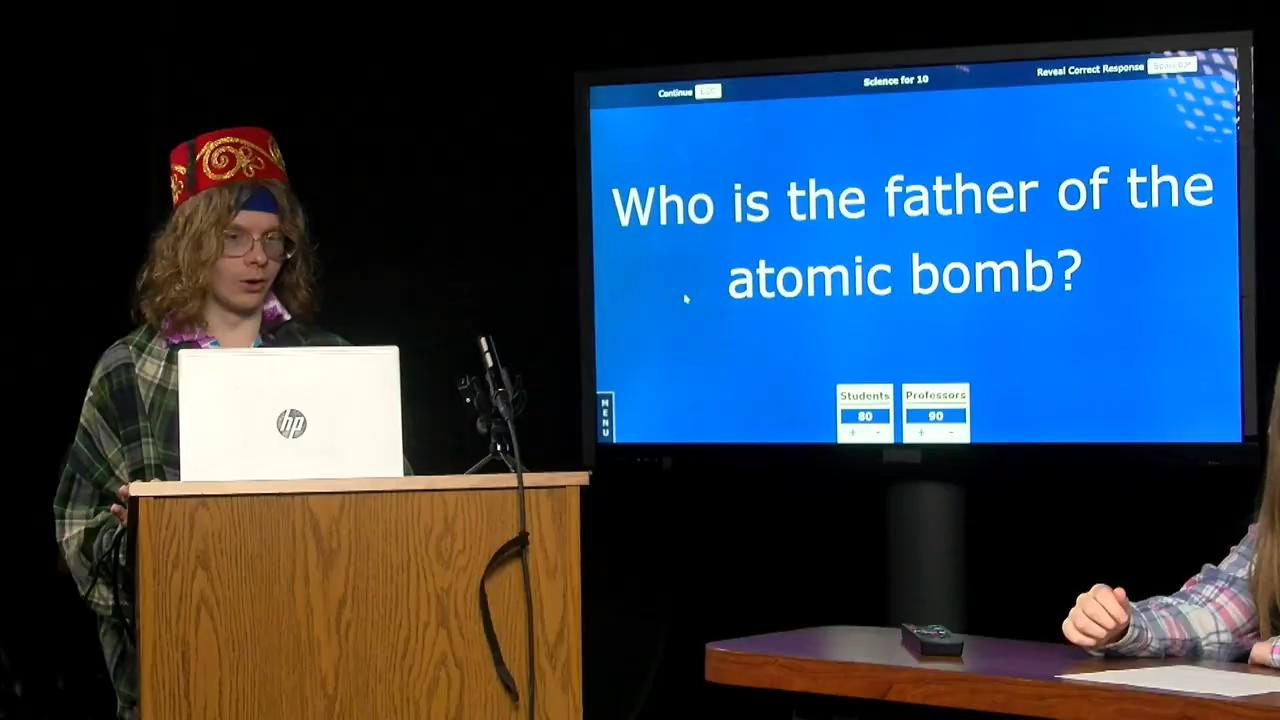 Continue
Science for 10
Reveal Correct Response
Who is the father of the
atomic bomb?
MENU
Students
80
+ -
Professors
90
+ -
hp